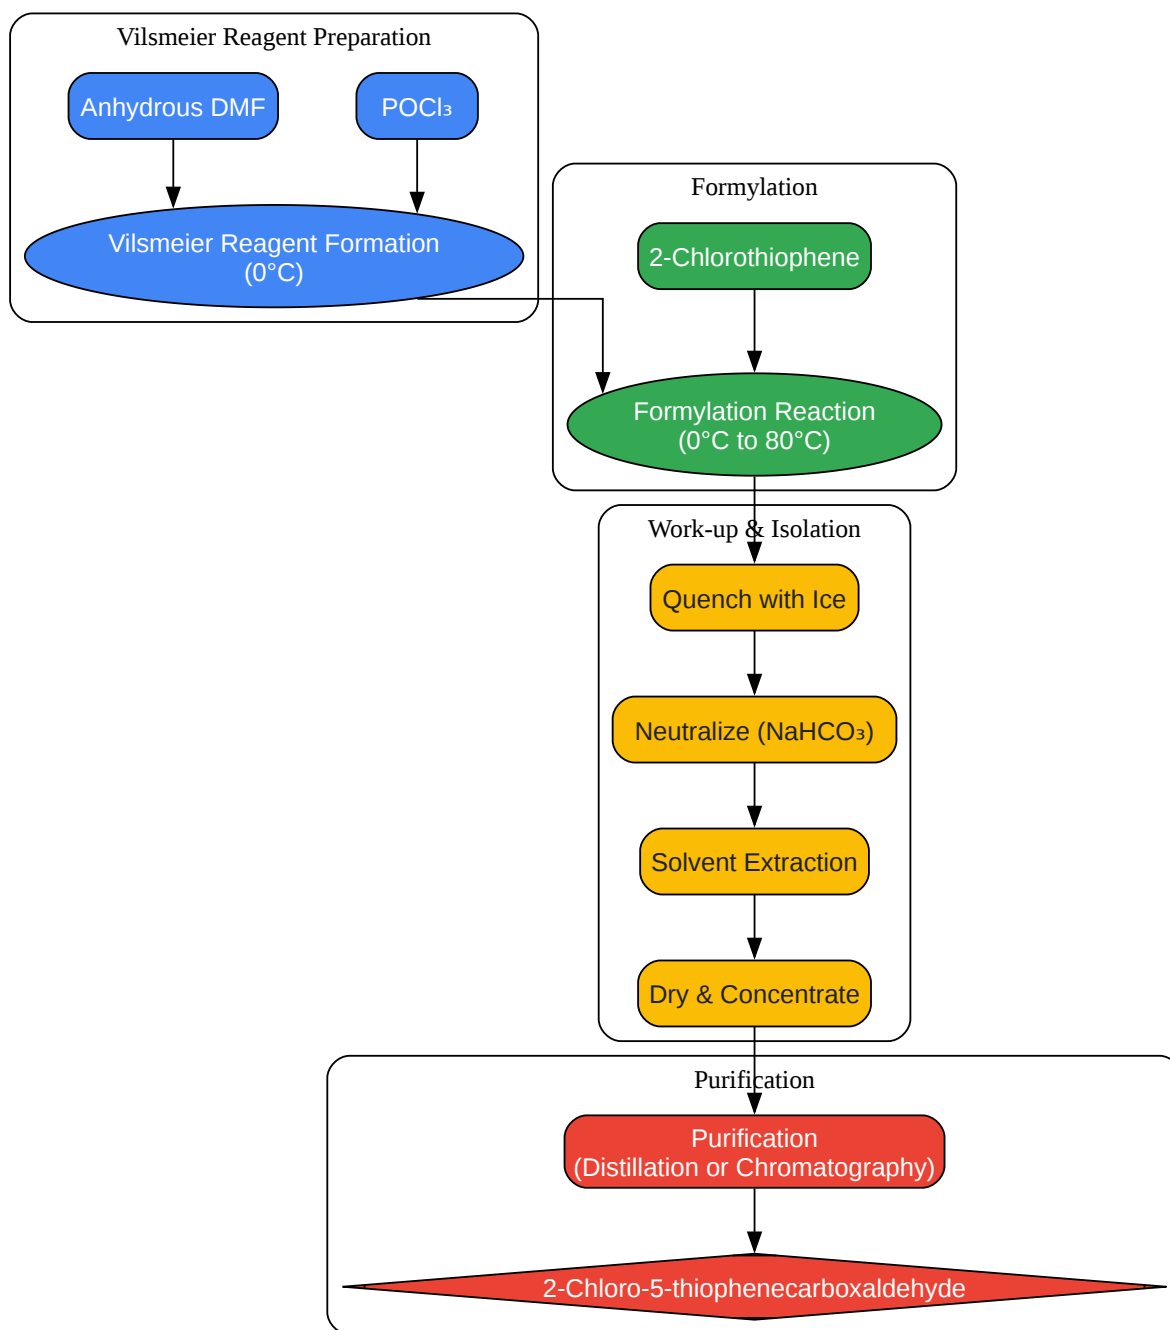 Vilsmeier Reagent Preparation
Anhydrous DMF
POCl₃
Vilsmeier Reagent Formation
(0°C)
Formylation
2-Chlorothiophene
Formylation Reaction
(0°C to 80°C)
Work-up & Isolation
Quench with Ice
Neutralize (NaHCO₃)
Solvent Extraction
Dry & Concentrate
Purification
Purification
(Distillation or Chromatography)
2-Chloro-5-thiophenecarboxaldehyde